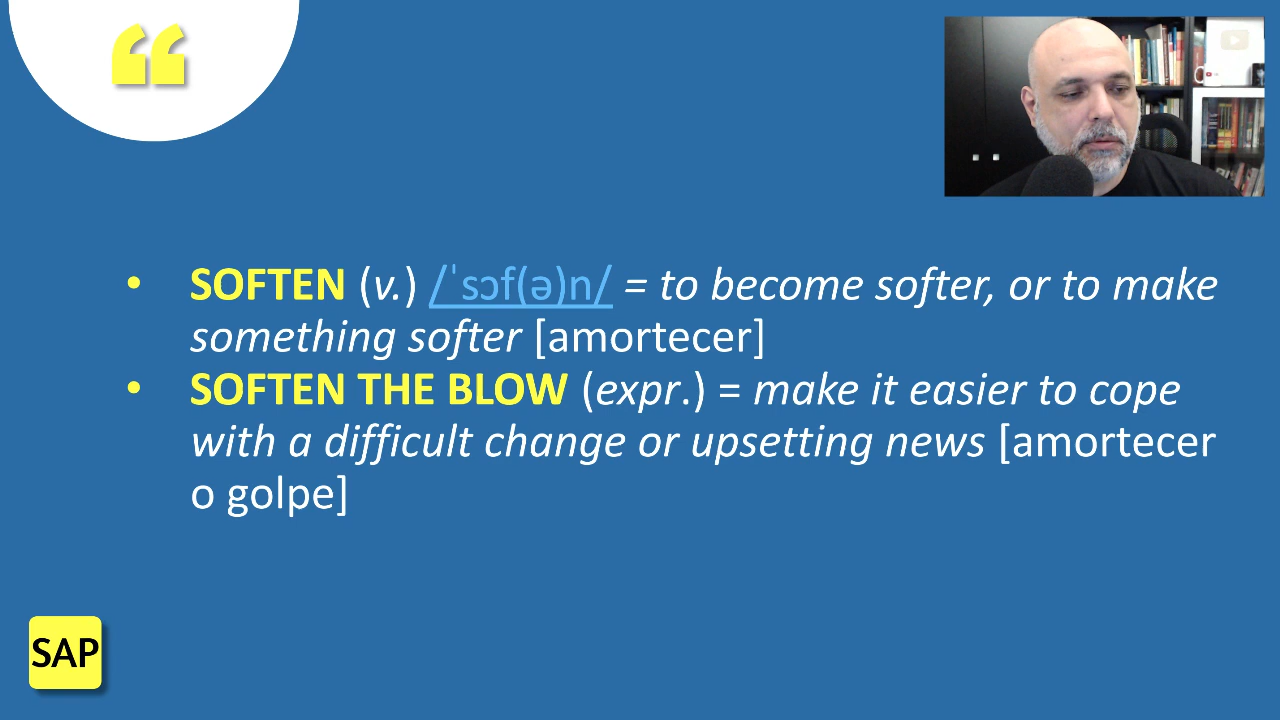 “
• SOFTEN (v.) /ˈsɔf(ə)n/ = to become softer, or to make
something softer [amortecer]
• SOFTEN THE BLOW (expr.) = make it easier to cope
with a difficult change or upsetting news [amortecer
o golpe]
SAP